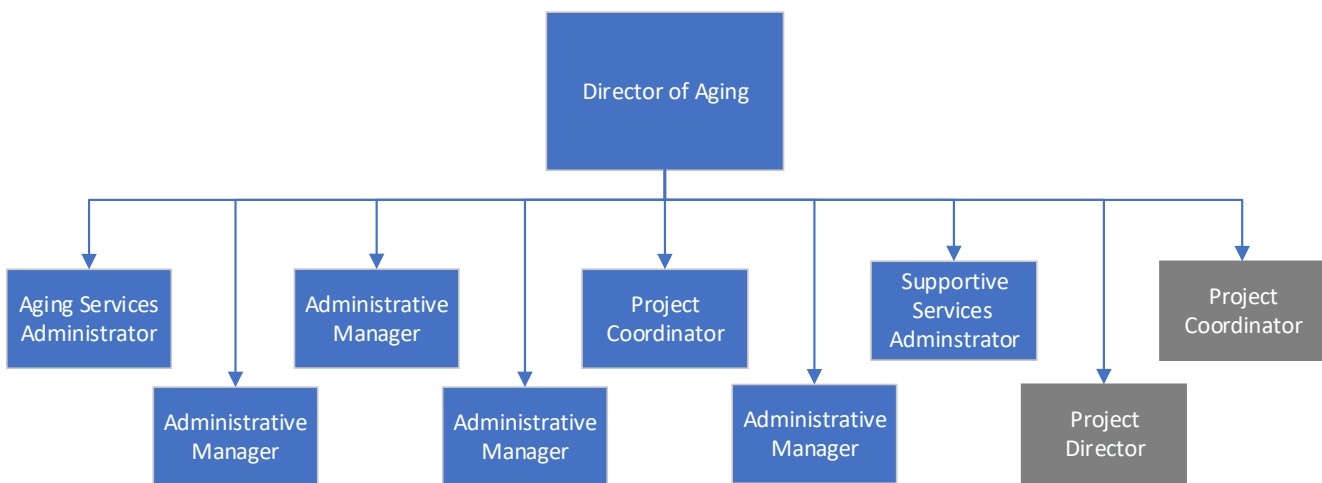 Director of Aging
Aging Services
Administrator
Administrative
Manager
Project
Coordinator
Supportive
Services
Adminstrator
Project
Coordinator
Administrative
Manager
Administrative
Manager
Administrative
Manager
Project
Director